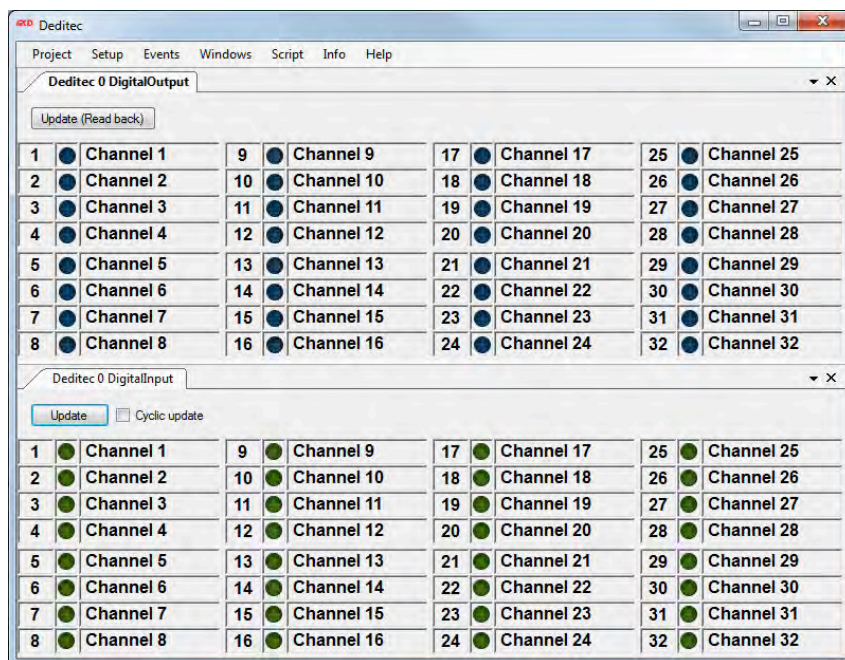 Deditec
Project Setup Events Windows Script Info Help
Deditec 0 DigitalOutput
Update (Read back)
1 Channel 1 9 Channel 9 17 Channel 17 25 Channel 25
2 Channel 2 10 Channel 10 18 Channel 18 26 Channel 26
3 Channel 3 11 Channel 11 19 Channel 19 27 Channel 27
4 Channel 4 12 Channel 12 20 Channel 20 28 Channel 28
5 Channel 5 13 Channel 13 21 Channel 21 29 Channel 29
6 Channel 6 14 Channel 14 22 Channel 22 30 Channel 30
7 Channel 7 15 Channel 15 23 Channel 23 31 Channel 31
8 Channel 8 16 Channel 16 24 Channel 24 32 Channel 32
Deditec 0 DigitalInput
Update Cyclic update
1 Channel 1 9 Channel 9 17 Channel 17 25 Channel 25
2 Channel 2 10 Channel 10 18 Channel 18 26 Channel 26
3 Channel 3 11 Channel 11 19 Channel 19 27 Channel 27
4 Channel 4 12 Channel 12 20 Channel 20 28 Channel 28
5 Channel 5 13 Channel 13 21 Channel 21 29 Channel 29
6 Channel 6 14 Channel 14 22 Channel 22 30 Channel 30
7 Channel 7 15 Channel 15 23 Channel 23 31 Channel 31
8 Channel 8 16 Channel 16 24 Channel 24 32 Channel 32